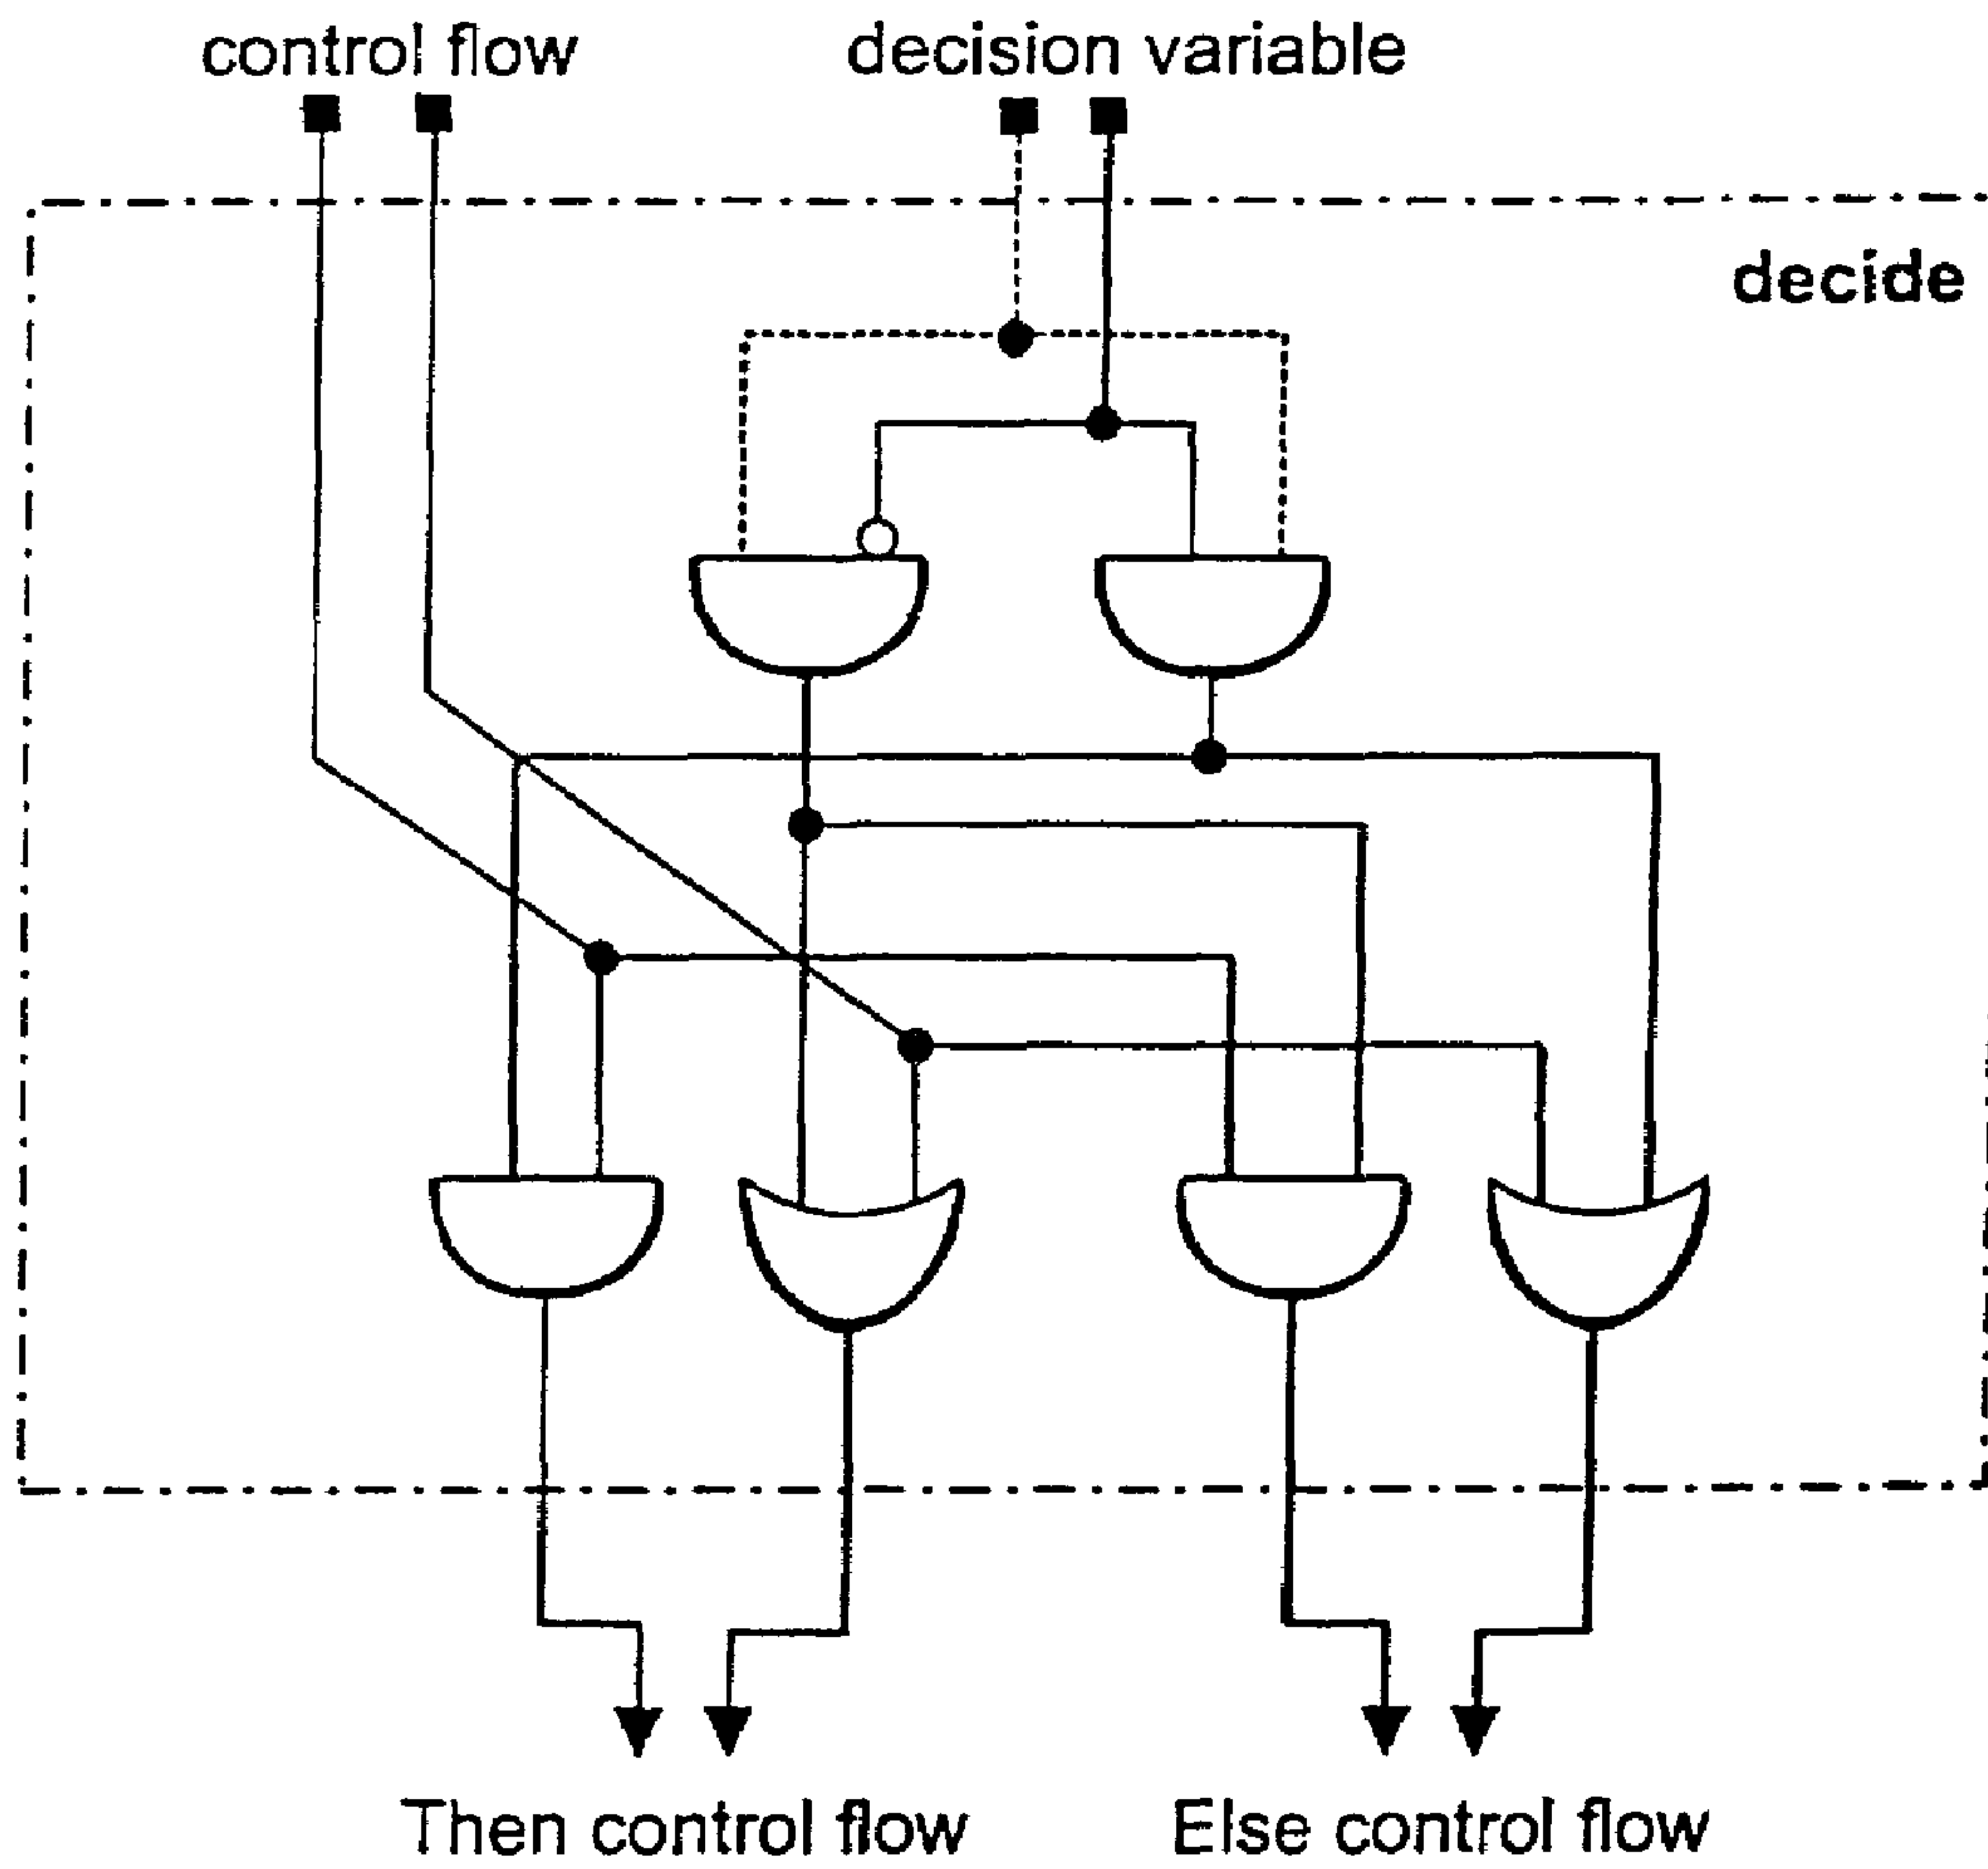 control flow
decision variable
decide
Then control flow
Else control flow